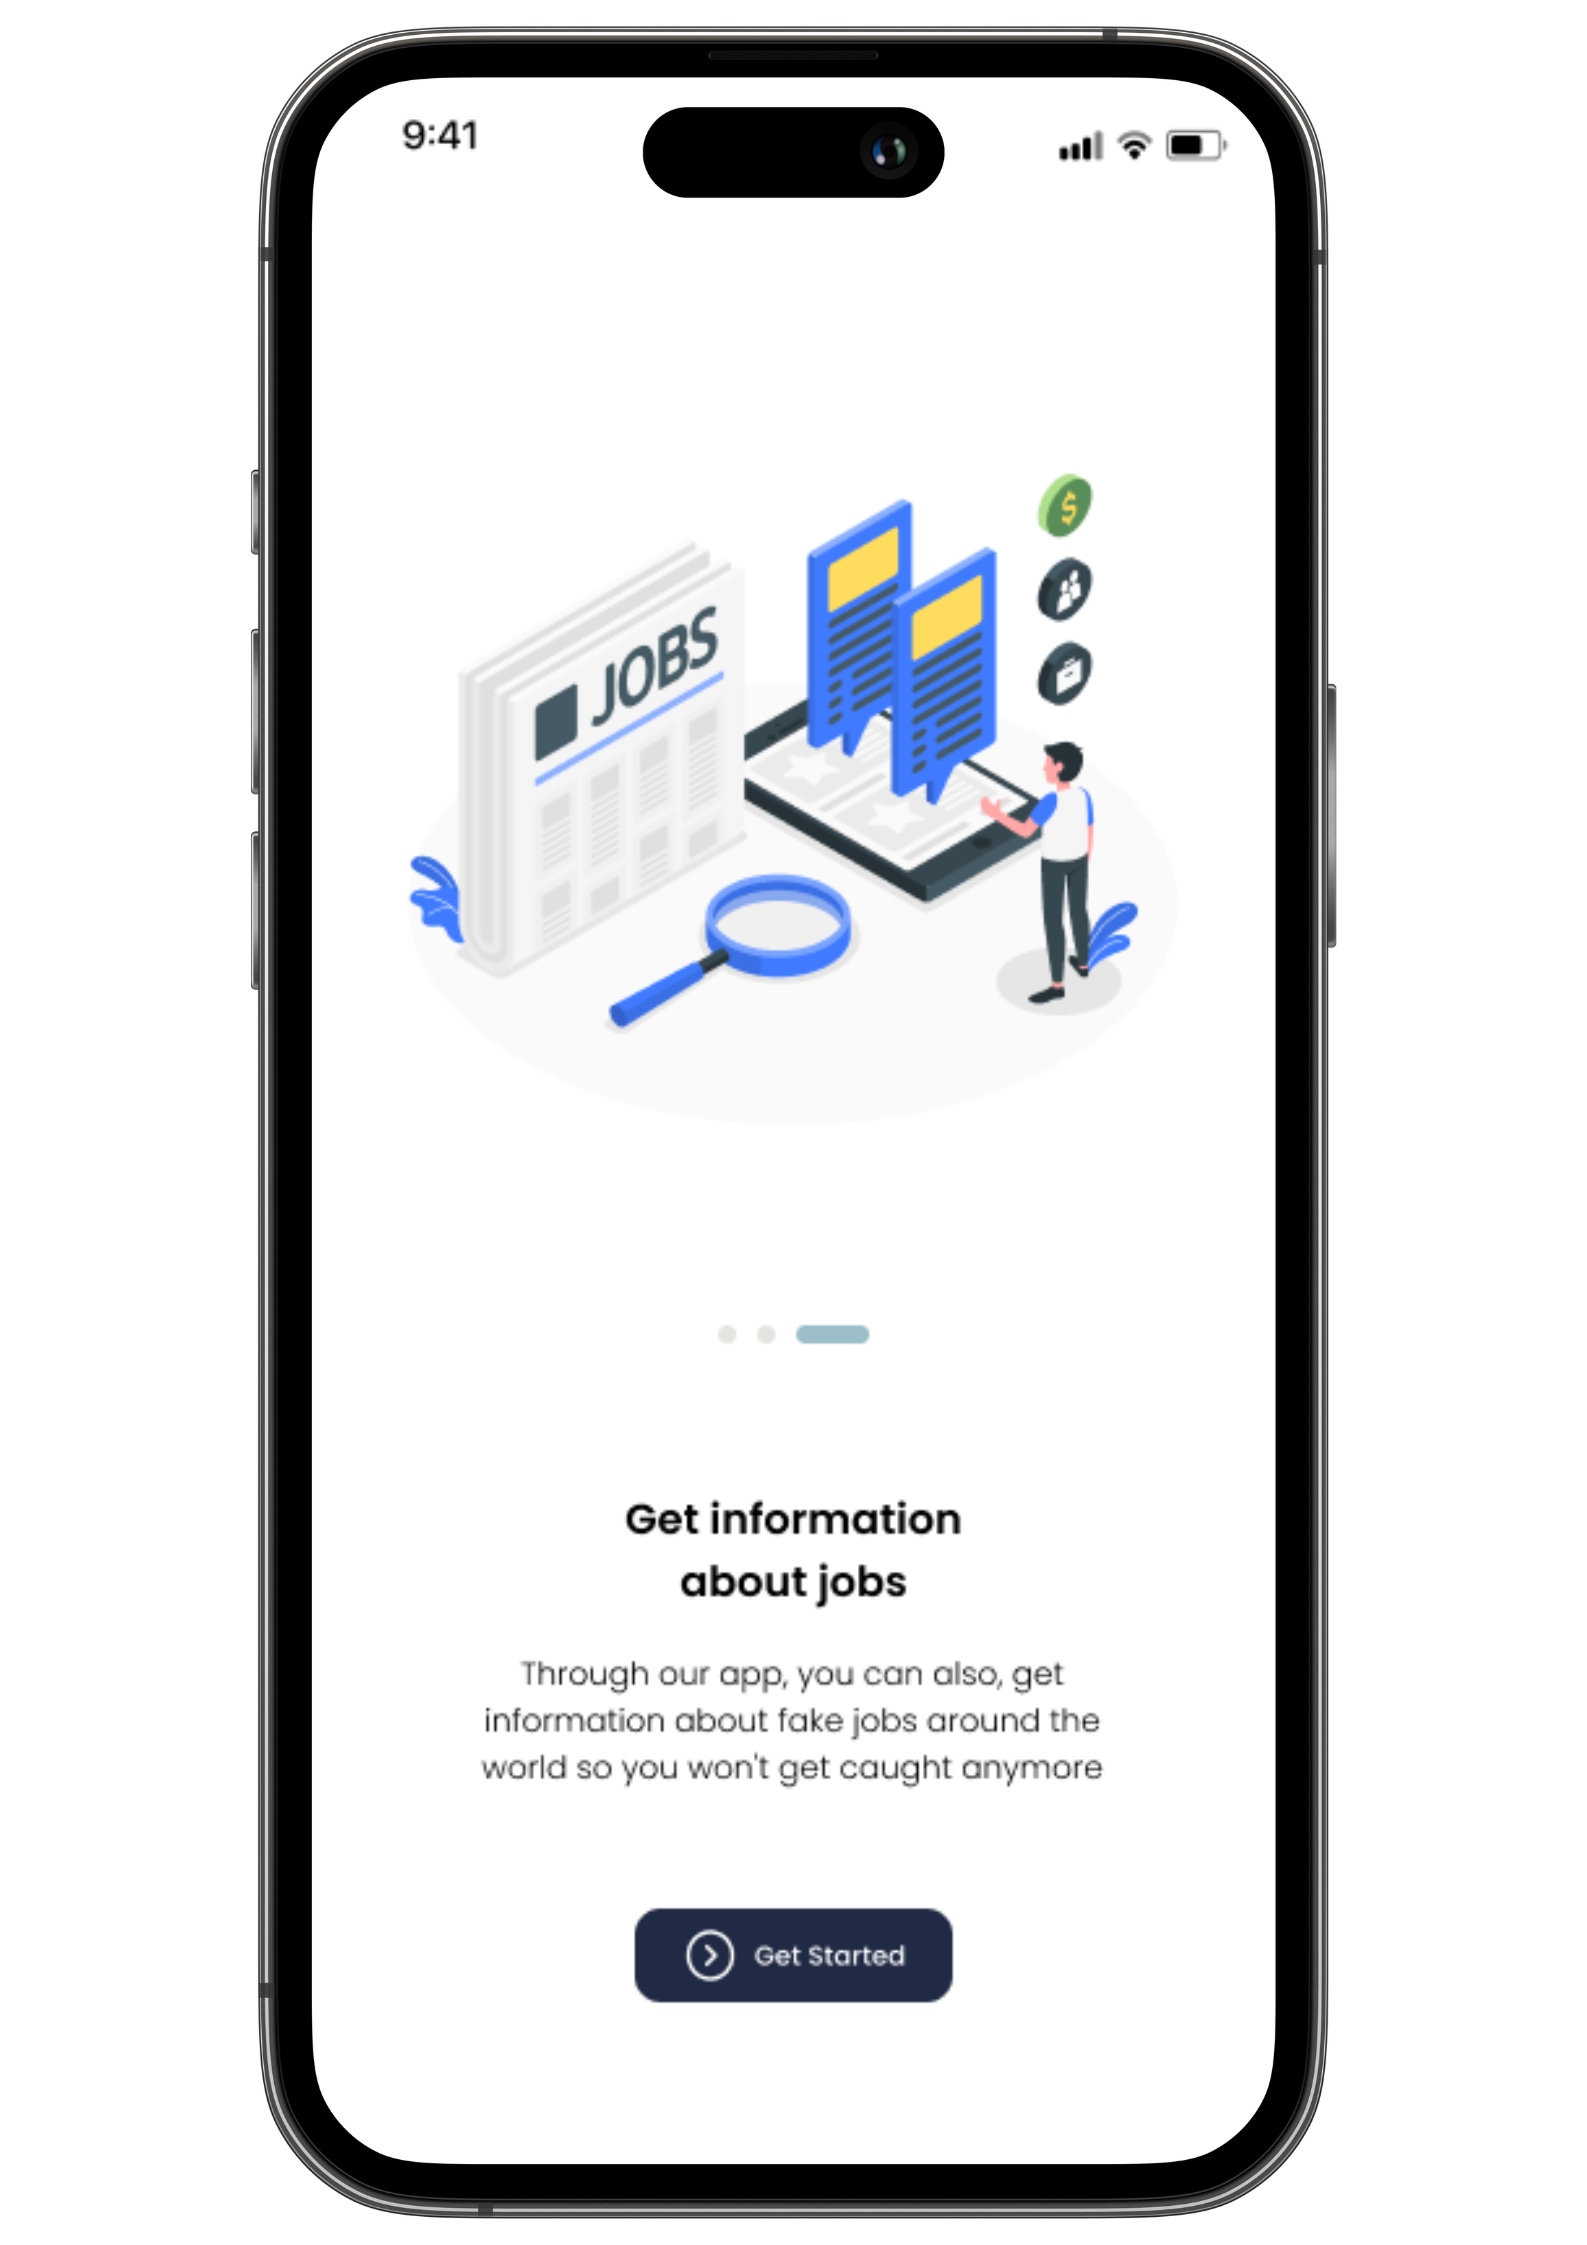 9:41
$
JOBS
Get information
about jobs
Through our app, you can also, get
information about fake jobs around the
world so you won't get caught anymore
Get Started